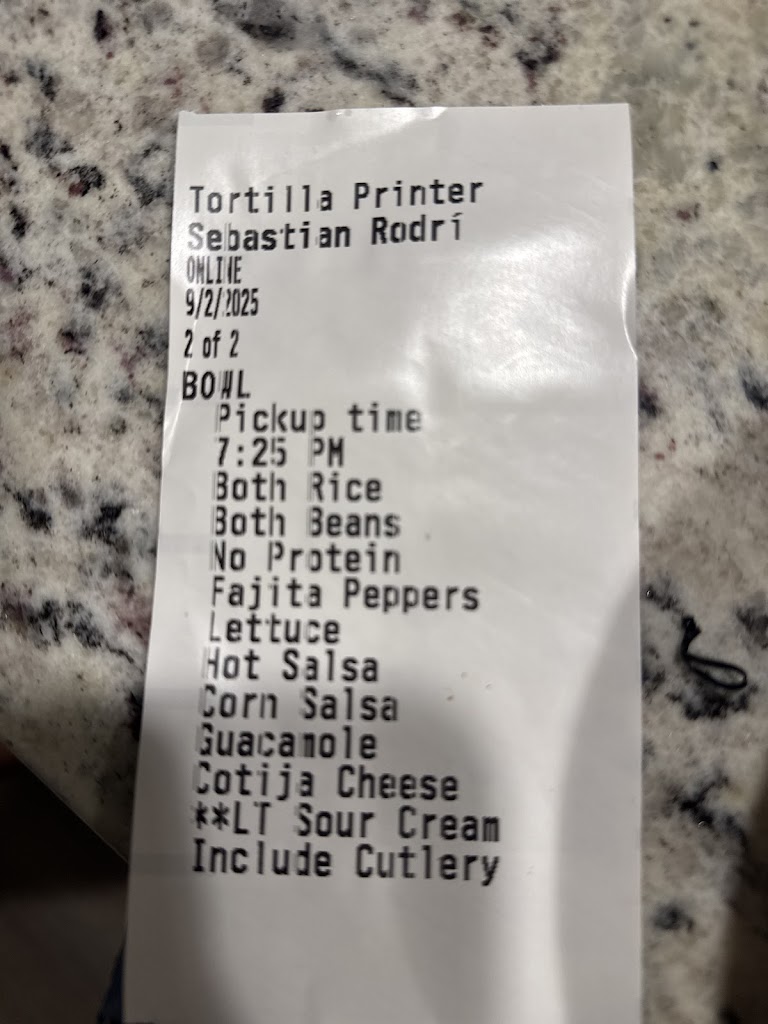 Tortilla Printer
Sebastian Rodrí
ONLINE
9/2/2025
2 of 2
BOWL
Pickup time
7:25 PM
Both Rice
Both Beans
No Protein
Fajita Peppers
Lettuce
Hot Salsa
Corn Salsa
Guacamole
Cotija Cheese
**LT Sour Cream
Include Cutlery